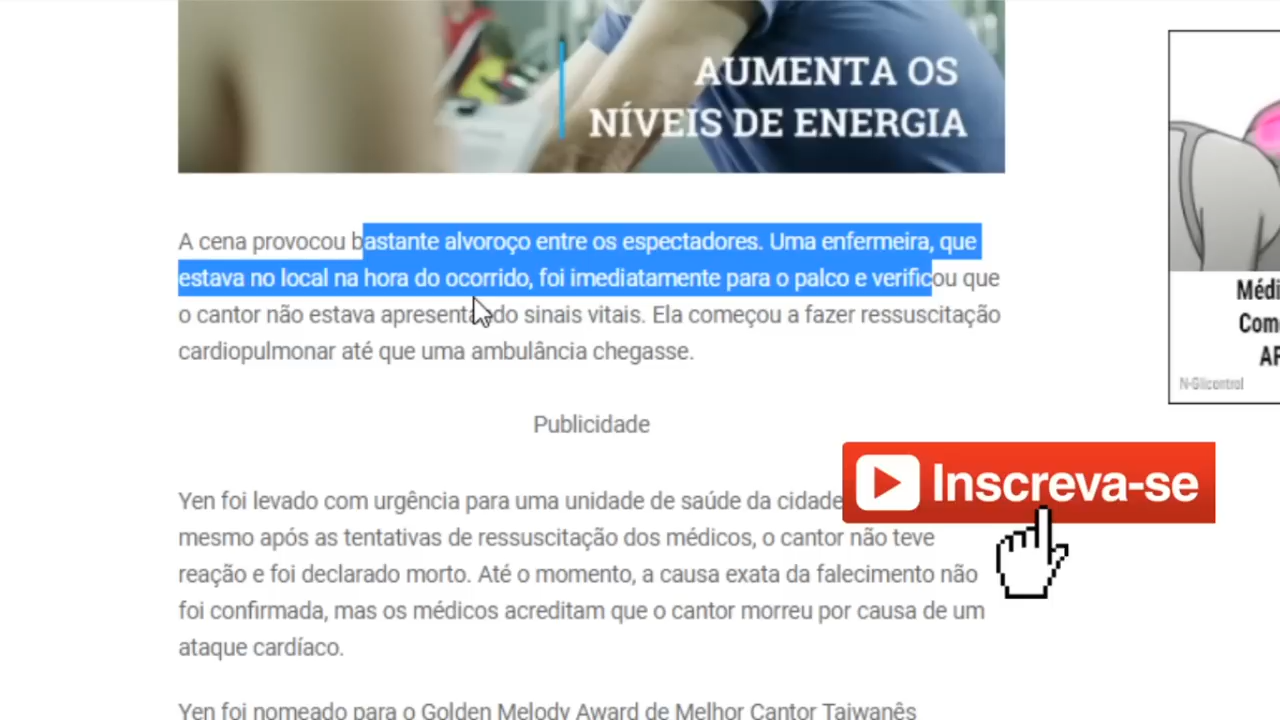 AUMENTA OS
NÍVEIS DE ENERGIA
A cena provocou bastante alvoroço entre os espectadores. Uma enfermeira, que
estava no local na hora do ocorrido, foi imediatamente para o palco e verificou que
o cantor não estava apresentando sinais vitais. Ela começou a fazer ressuscitação
cardiopulmonar até que uma ambulância chegasse.
Médi
Com
AF
N-Glicontrol
Publicidade
Inscreva-se
Yen foi levado com urgência para uma unidade de saúde da cidade
mesmo após as tentativas de ressuscitação dos médicos, o cantor não teve
reação e foi declarado morto. Até o momento, a causa exata da falecimento não
foi confirmada, mas os médicos acreditam que o cantor morreu por causa de um
ataque cardíaco.
Yen foi nomeado para o Golden Melody Award de Melhor Cantor Taiwanês